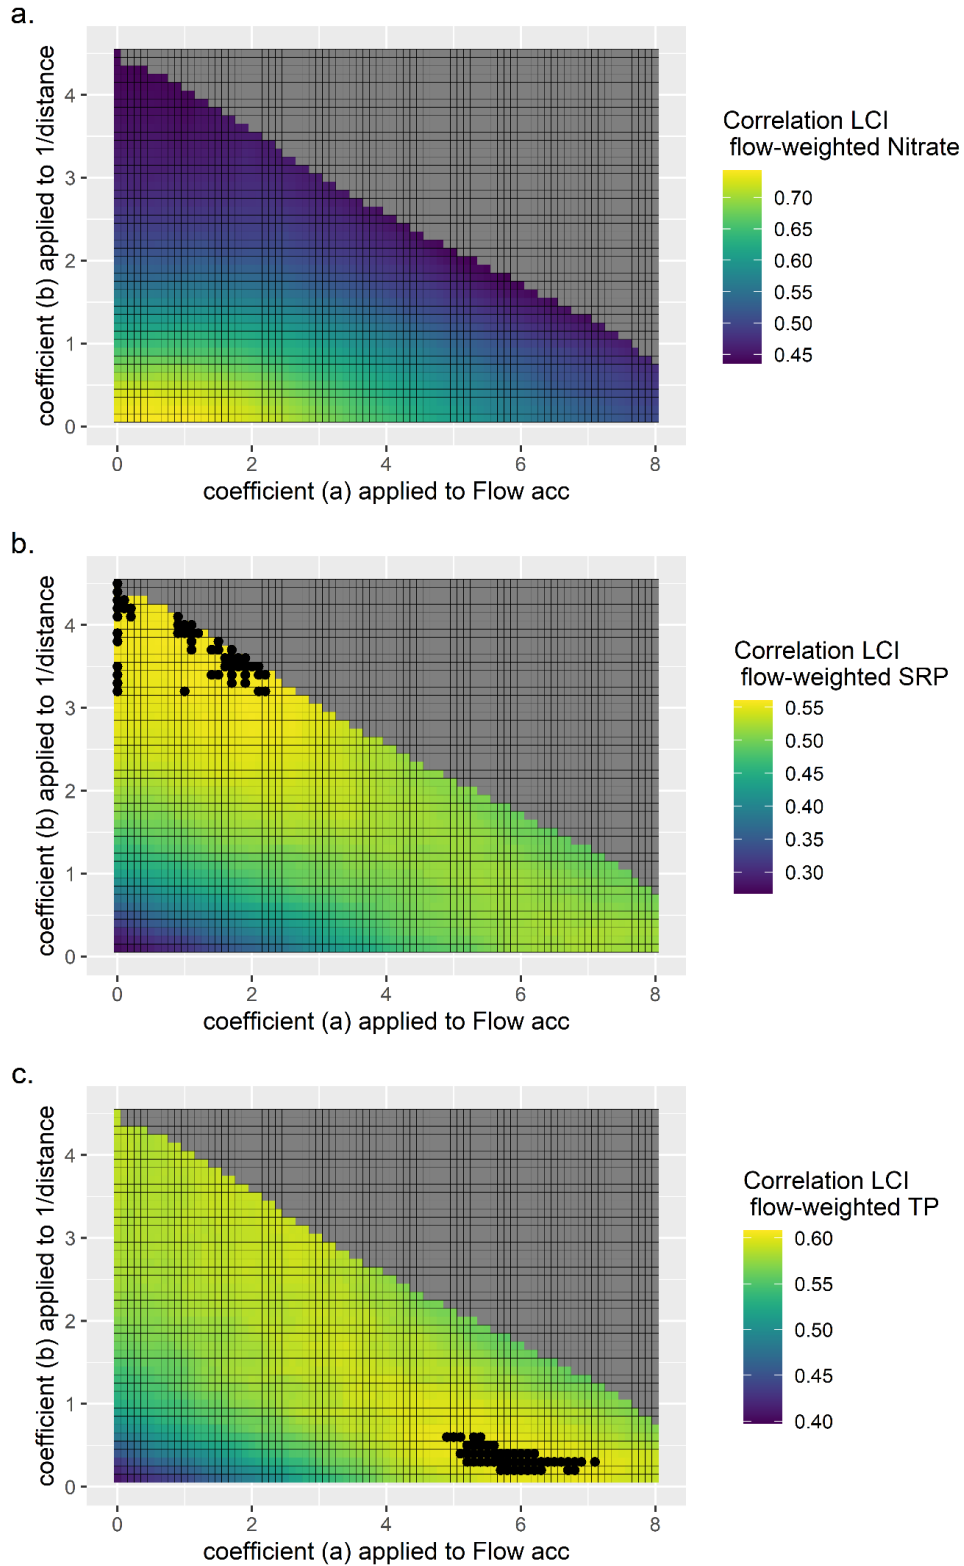 a.
coefficient (b) applied to 1/distance
4
3
2
1
0
0 2 4 6 8
coefficient (a) applied to Flow acc
Correlation LCI
flow-weighted Nitrate
0.70
0.65
0.60
0.55
0.50
0.45
b.
coefficient (b) applied to 1/distance
4
3
2
1
0
0 2 4 6 8
coefficient (a) applied to Flow acc
Correlation LCI
flow-weighted SRP
0.55
0.50
0.45
0.40
0.35
0.30
c.
coefficient (b) applied to 1/distance
4
3
2
1
0
0 2 4 6 8
coefficient (a) applied to Flow acc
Correlation LCI
flow-weighted TP
0.60
0.55
0.50
0.45
0.40